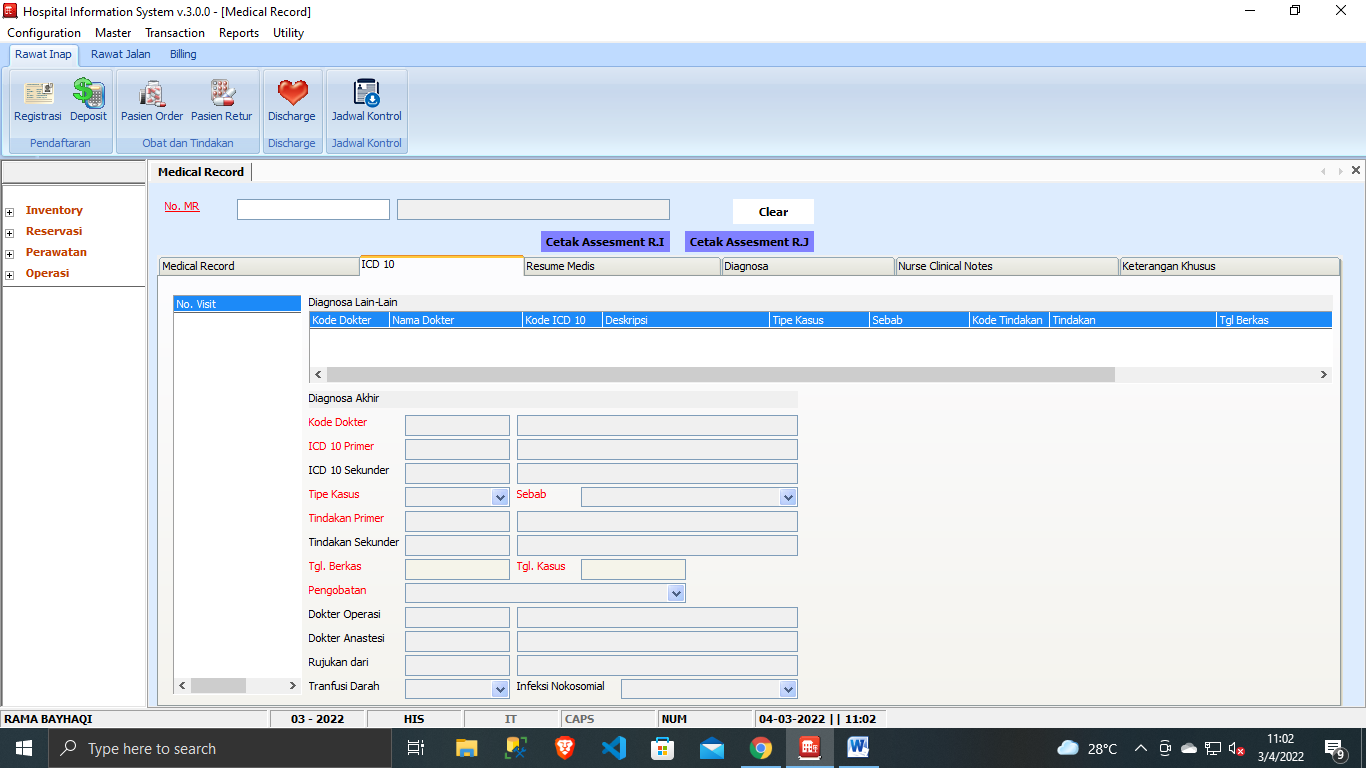 Hospital Information System v.3.0.0 - [Medical Record]
Configuration Master Transaction Reports Utility
Rawat Inap Rawat Jalan Billing
Registrasi Deposit Pasien Order Pasien Retur Discharge Jadwal Kontrol
Pendaftaran Obat dan Tindakan Discharge Jadwal Kontrol
Medical Record
Inventory
Reservasi
Perawatan
Operasi
No. MR Clear
Cetak Assesment R.I Cetak Assesment R.J
Medical Record ICD 10 Resume Medis Diagnosa Nurse Clinical Notes Keterangan Khusus
No. Visit
Diagnosa Lain-Lain
Kode Dokter Nama Dokter Kode ICD 10 Deskripsi Tipe Kasus Sebab Kode Tindakan Tindakan Tgl Berkas
Diagnosa Akhir
Kode Dokter
ICD 10 Primer
ICD 10 Sekunder
Tipe Kasus Sebab
Tindakan Primer
Tindakan Sekunder
Tgl. Berkas Tgl. Kasus
Pengobatan
Dokter Operasi
Dokter Anastesi
Rujukan dari
Tranfusi Darah Infeksi Nokosomial
RAMA BAYHAQI 03 - 2022 HIS IT CAPS NUM 04-03-2022 || 11:02
Type here to search 28°C 11:02
3/4/2022 9